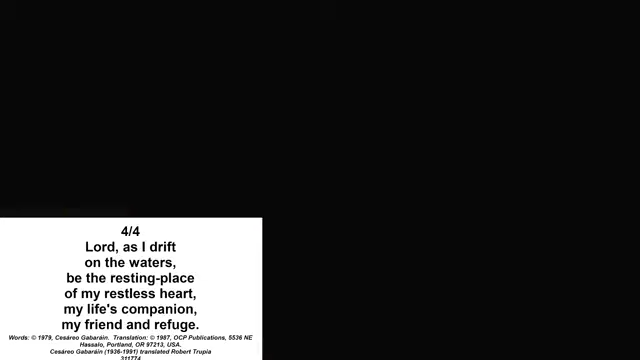 4/4
Lord, as I drift
on the waters,
be the resting-place
of my restless heart,
my life's companion,
my friend and refuge.
Words: © 1979, Cesáreo Gabaráin. Translation: © 1987, OCP Publications, 5536 NE
Hassalo, Portland, OR 97213, USA.
Cesáreo Gabaráin (1936-1991) translated Robert Trupia
311774